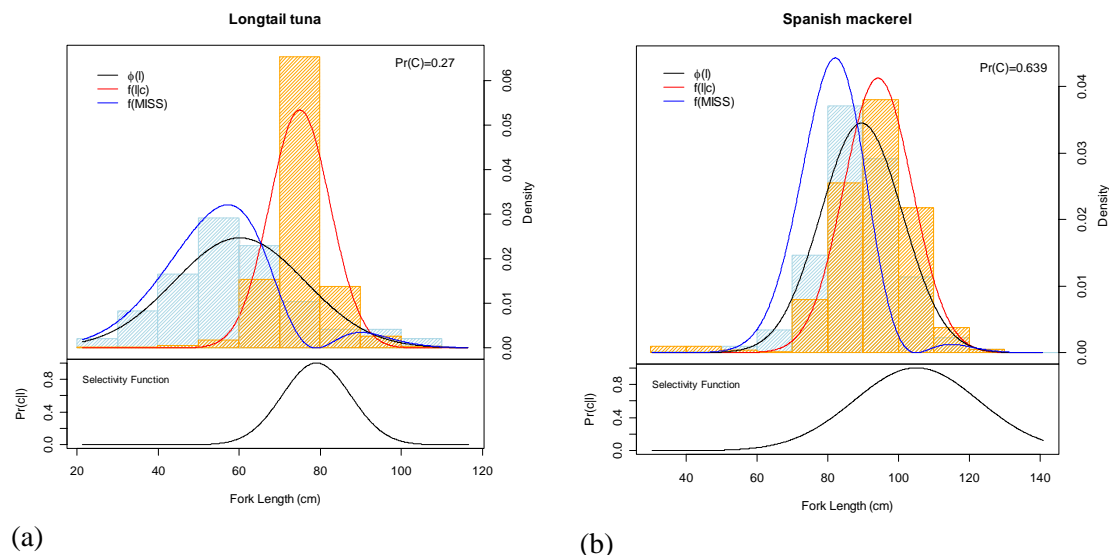 Longtail tuna
Pr(C)=0.27
ϕ(l)
f(l|c)
f(MISS)
0.00 0.01 0.02 0.03 0.04 0.05 0.06
Density
Selectivity Function
Pr(c|l)
0.0 0.4 0.8
20 40 60 80 100 120
Fork Length (cm)
(a)
Spanish mackerel
Pr(C)=0.639
ϕ(l)
f(l|c)
f(MISS)
0.00 0.01 0.02 0.03 0.04
Density
Selectivity Function
Pr(c|l)
0.0 0.4 0.8
40 60 80 100 120 140
Fork Length (cm)
(b)